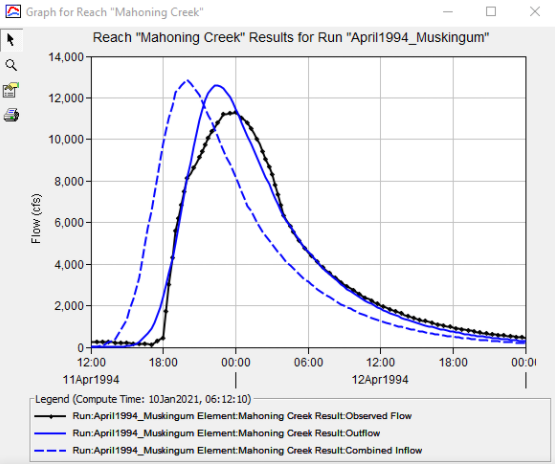 Graph for Reach "Mahoning Creek"
Reach "Mahoning Creek" Results for Run "April1994_Muskingum"
14,000
14,000
12,000
10,000
8,000
6,000
4,000
2,000
0
Flow (cfs)
12:00 18:00 00:00 06:00 12:00 18:00 00:00
11Apr1994 12Apr1994
Legend (Compute Time: 10Jan2021, 06:12:10)
Run:April1994_Muskingum Element:Mahoning Creek Result:Observed Flow
Run:April1994_Muskingum Element:Mahoning Creek Result:Outflow
Run:April1994_Muskingum Element:Mahoning Creek Result:Combined Inflow